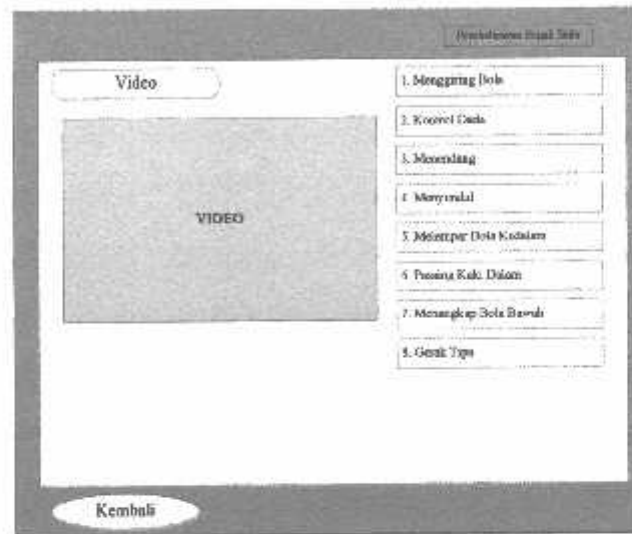 Video
VIDEO
1. Menggiring Bola
2. Kontrol Dada
3. Menendang
4. Menyundul
5. Melempar Bola Kedalam
6. Passing Kaki Dalam
7. Menangkap Bola Bawah
8. Gerak Tipu
Kembali